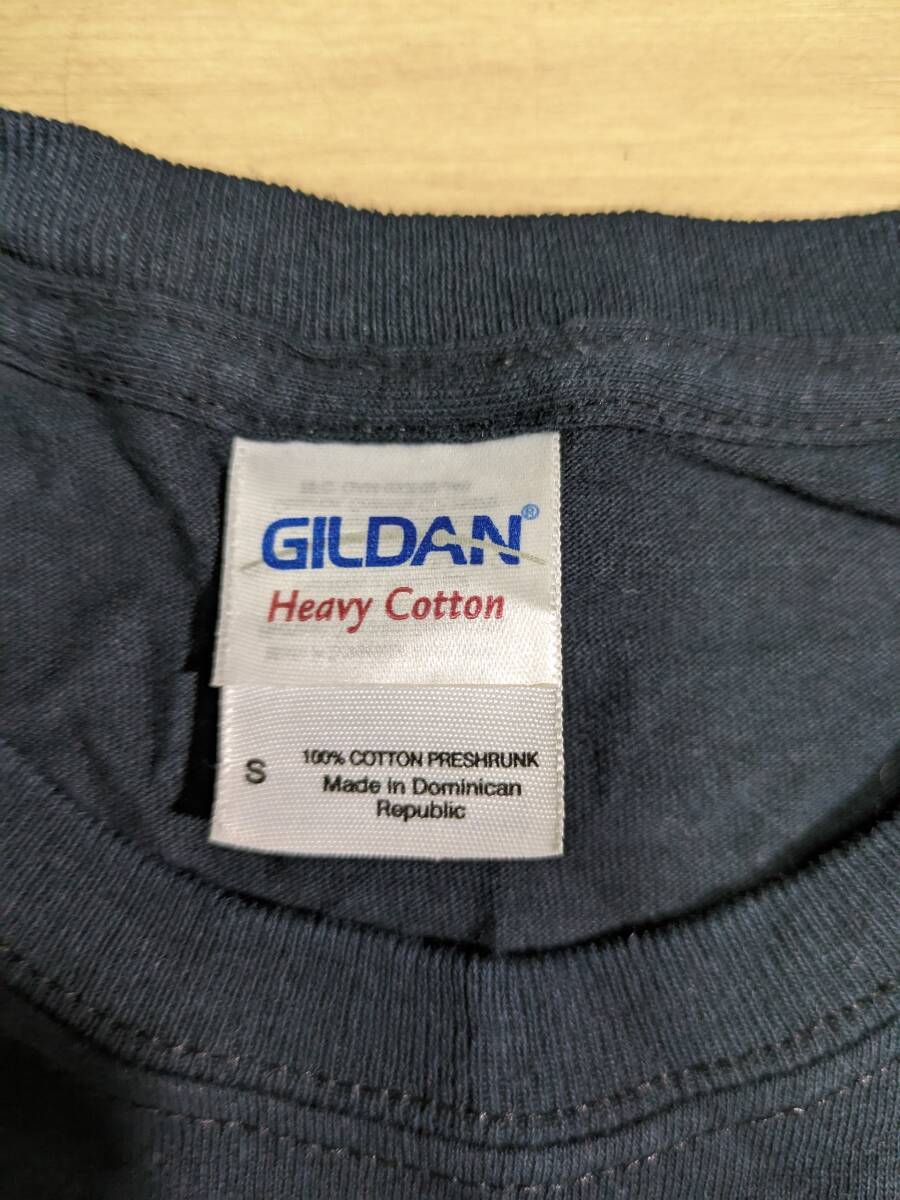 GILDAN®
Heavy Cotton
S
100% COTTON PRESHRUNK
Made in Dominican
Republic